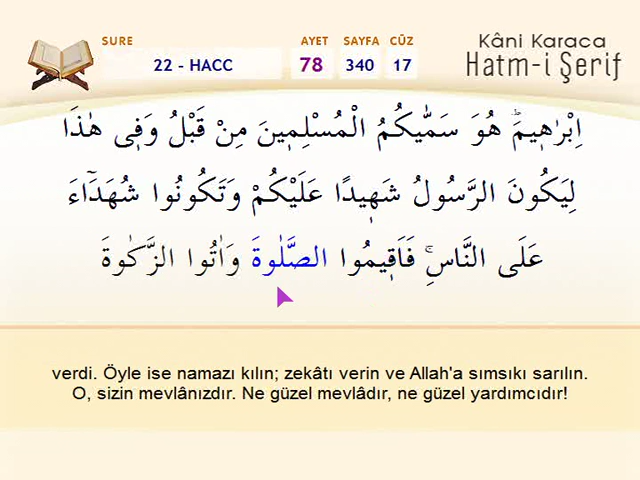 SURE AYET SAYFA CÜZ
22 - HACC 78 340 17
Kâni Karaca
Hatm-i Şerif
اِبْرٰه۪يمَۜ هُوَ سَمّٰيكُمُ الْمُسْلِم۪ينَ مِنْ قَبْلُ وَف۪ي هٰذَا
لِيَكُونَ الرَّسُولُ شَه۪يدًا عَلَيْكُمْ وَتَكُونُوا شُهَدَٓاءَ
عَلَى النَّاسِۚ فَاَق۪يمُوا الصَّلٰوةَ وَاٰتُوا الزَّكٰوةَ
verdi. Öyle ise namazı kılın; zekâtı verin ve Allah'a sımsıkı sarılın.
O, sizin mevlânızdır. Ne güzel mevlâdır, ne güzel yardımcıdır!